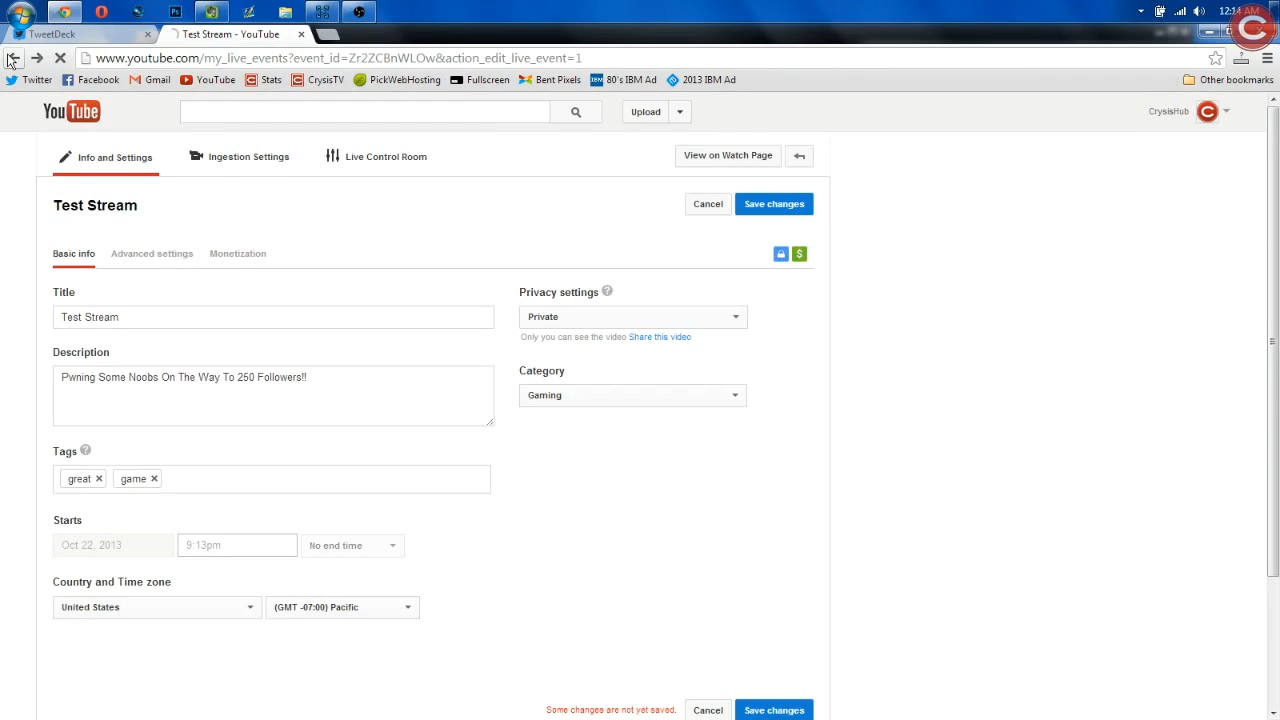 12:14 AM
TweetDeck
Test Stream - YouTube
www.youtube.com/my_live_events?event_id=Zr2ZCBnWLOw&action_edit_live_event=1
Twitter Facebook Gmail YouTube Stats CrysisTV PickWebHosting Fullscreen Bent Pixels IBM 80's IBM Ad 2013 IBM Ad Other bookmarks
YouTube
Upload
CrysisHub
Info and Settings Ingestion Settings Live Control Room View on Watch Page
Test Stream
Cancel Save changes
Basic info Advanced settings Monetization
Title
Test Stream
Privacy settings ?
Private
Only you can see the video Share this video
Description
Pwning Some Noobs On The Way To 250 Followers!!
Category
Gaming
Tags ?
great x game x
Starts
Oct 22, 2013 9:13pm No end time
Country and Time zone
United States (GMT -07:00) Pacific
Some changes are not yet saved. Cancel Save changes